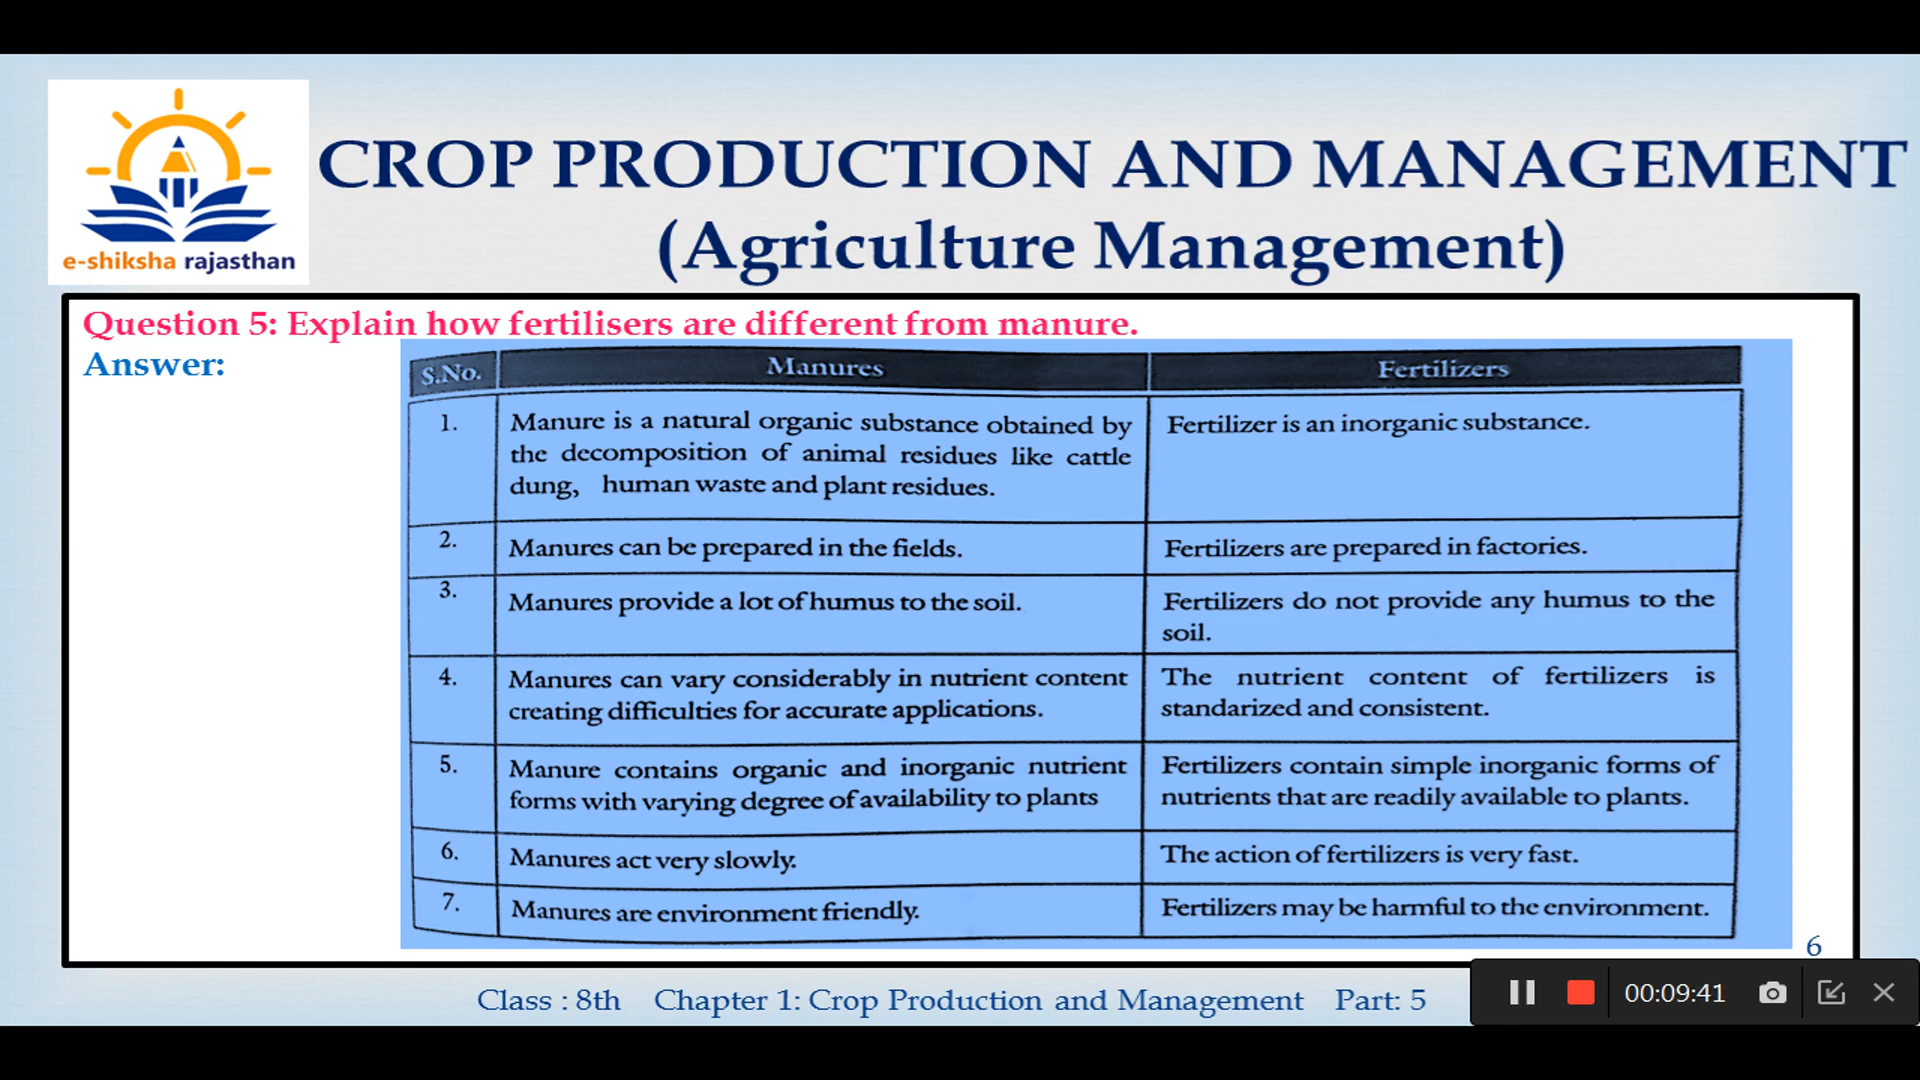 e-shiksha rajasthan
CROP PRODUCTION AND MANAGEMENT
(Agriculture Management)
Question 5: Explain how fertilisers are different from manure.
Answer:
S.No. Manures Fertilizers
1. Manure is a natural organic substance obtained by
the decomposition of animal residues like cattle
dung, human waste and plant residues.
Fertilizer is an inorganic substance.
2. Manures can be prepared in the fields.
Fertilizers are prepared in factories.
3. Manures provide a lot of humus to the soil.
Fertilizers do not provide any humus to the
soil.
4. Manures can vary considerably in nutrient content
creating difficulties for accurate applications.
The nutrient content of fertilizers is
standarized and consistent.
5. Manure contains organic and inorganic nutrient
forms with varying degree of availability to plants
Fertilizers contain simple inorganic forms of
nutrients that are readily available to plants.
6. Manures act very slowly.
The action of fertilizers is very fast.
7. Manures are environment friendly.
Fertilizers may be harmful to the environment.
6
Class : 8th Chapter 1: Crop Production and Management Part: 5
00:09:41